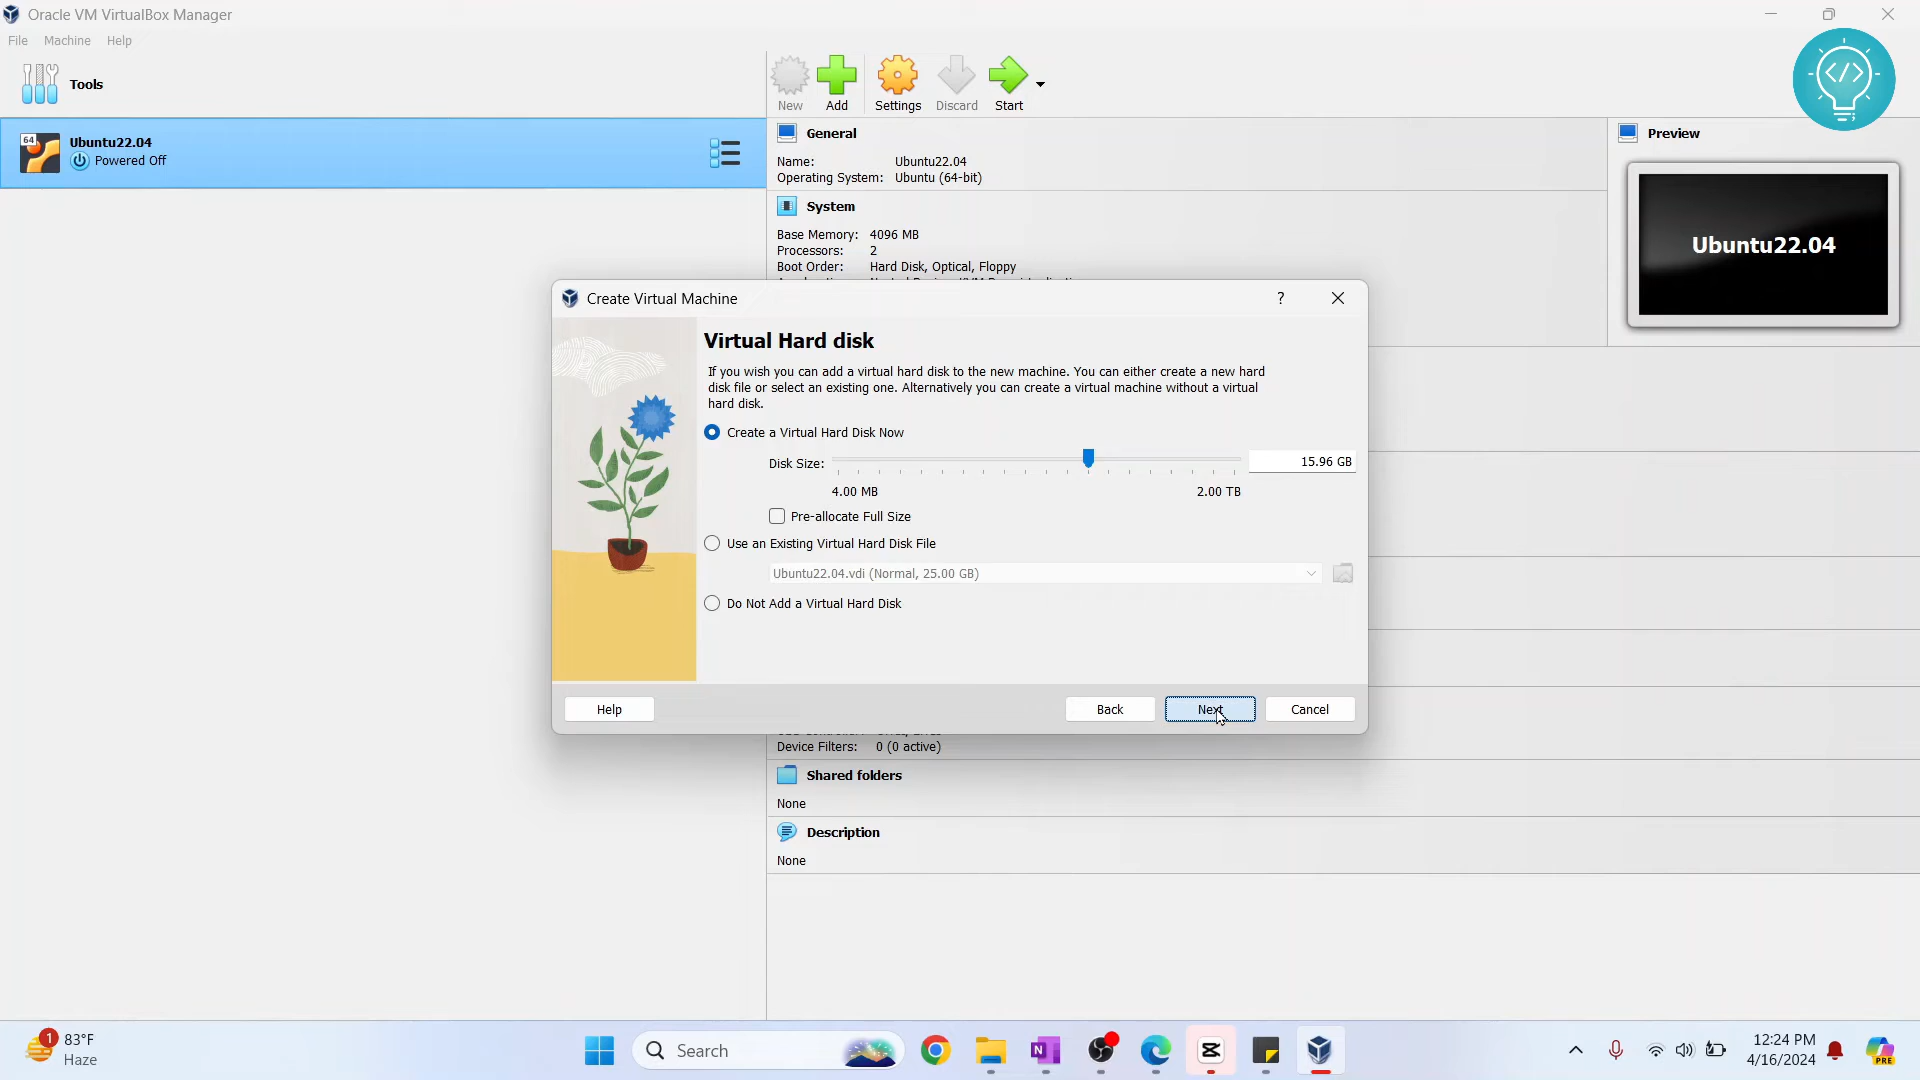 Oracle VM VirtualBox Manager
File Machine Help
Tools
New Add Settings Discard Start
64
Ubuntu22.04
Powered Off
General
Name: Ubuntu22.04
Operating System: Ubuntu (64-bit)
System
Base Memory: 4096 MB
Processors: 2
Boot Order: Hard Disk, Optical, Floppy
Preview
Ubuntu22.04
Create Virtual Machine
?
Virtual Hard disk
If you wish you can add a virtual hard disk to the new machine. You can either create a new hard
disk file or select an existing one. Alternatively you can create a virtual machine without a virtual
hard disk.
Create a Virtual Hard Disk Now
Disk Size: 15.96 GB
4.00 MB 2.00 TB
Pre-allocate Full Size
Use an Existing Virtual Hard Disk File
Ubuntu22.04.vdi (Normal, 25.00 GB)
Do Not Add a Virtual Hard Disk
Help Back Next Cancel
Device Filters: 0 (0 active)
Shared folders
None
Description
None
1
83°F
Haze
Search
N
12:24 PM
4/16/2024
PRE